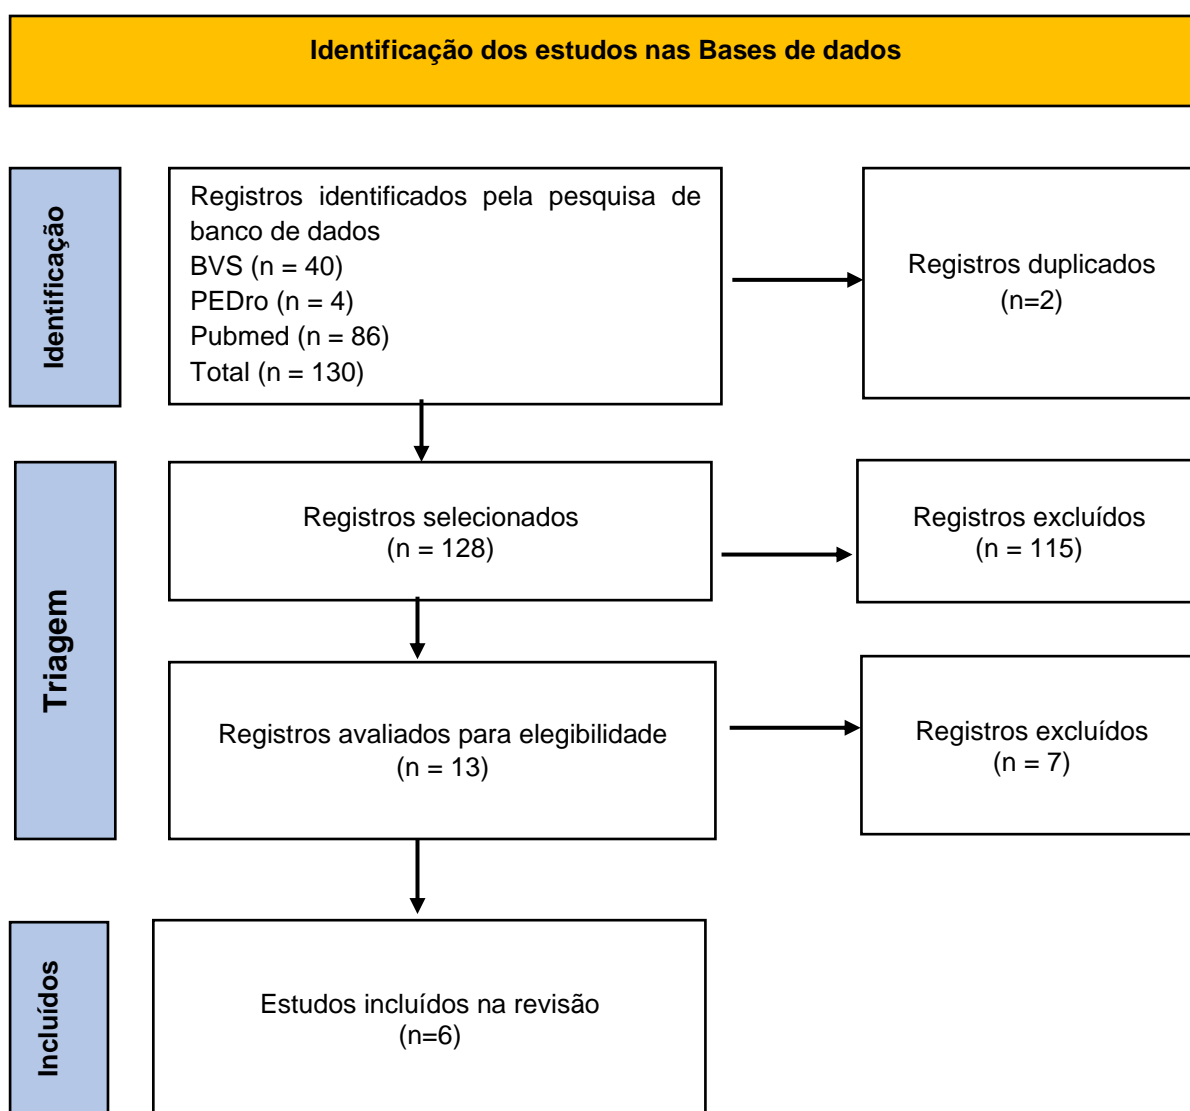 Identificação dos estudos nas Bases de dados
Identificação
Registros identificados pela pesquisa de
banco de dados
BVS (n = 40)
PEDro (n = 4)
Pubmed (n = 86)
Total (n = 130)
Registros duplicados
(n=2)
Triagem
Registros selecionados
(n = 128)
Registros excluídos
(n = 115)
Registros avaliados para elegibilidade
(n = 13)
Registros excluídos
(n = 7)
Incluídos
Estudos incluídos na revisão
(n=6)